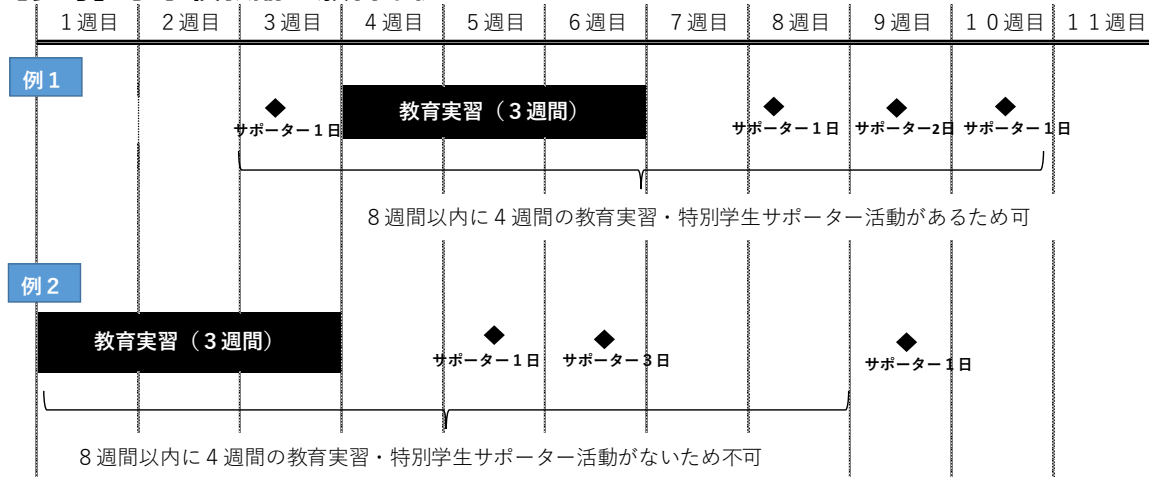 1週目 2週目 3週目 4週目 5週目 6週目 7週目 8週目 9週目 10週目 11週目
例1
教育実習（3週間）
サポーター1日 サポーター1日 サポーター2日 サポーター1日
8週間以内に4週間の教育実習・特別学生サポーター活動があるため可
例2
教育実習（3週間）
サポーター1日 サポーター3日 サポーター1日
8週間以内に4週間の教育実習・特別学生サポーター活動がないため不可